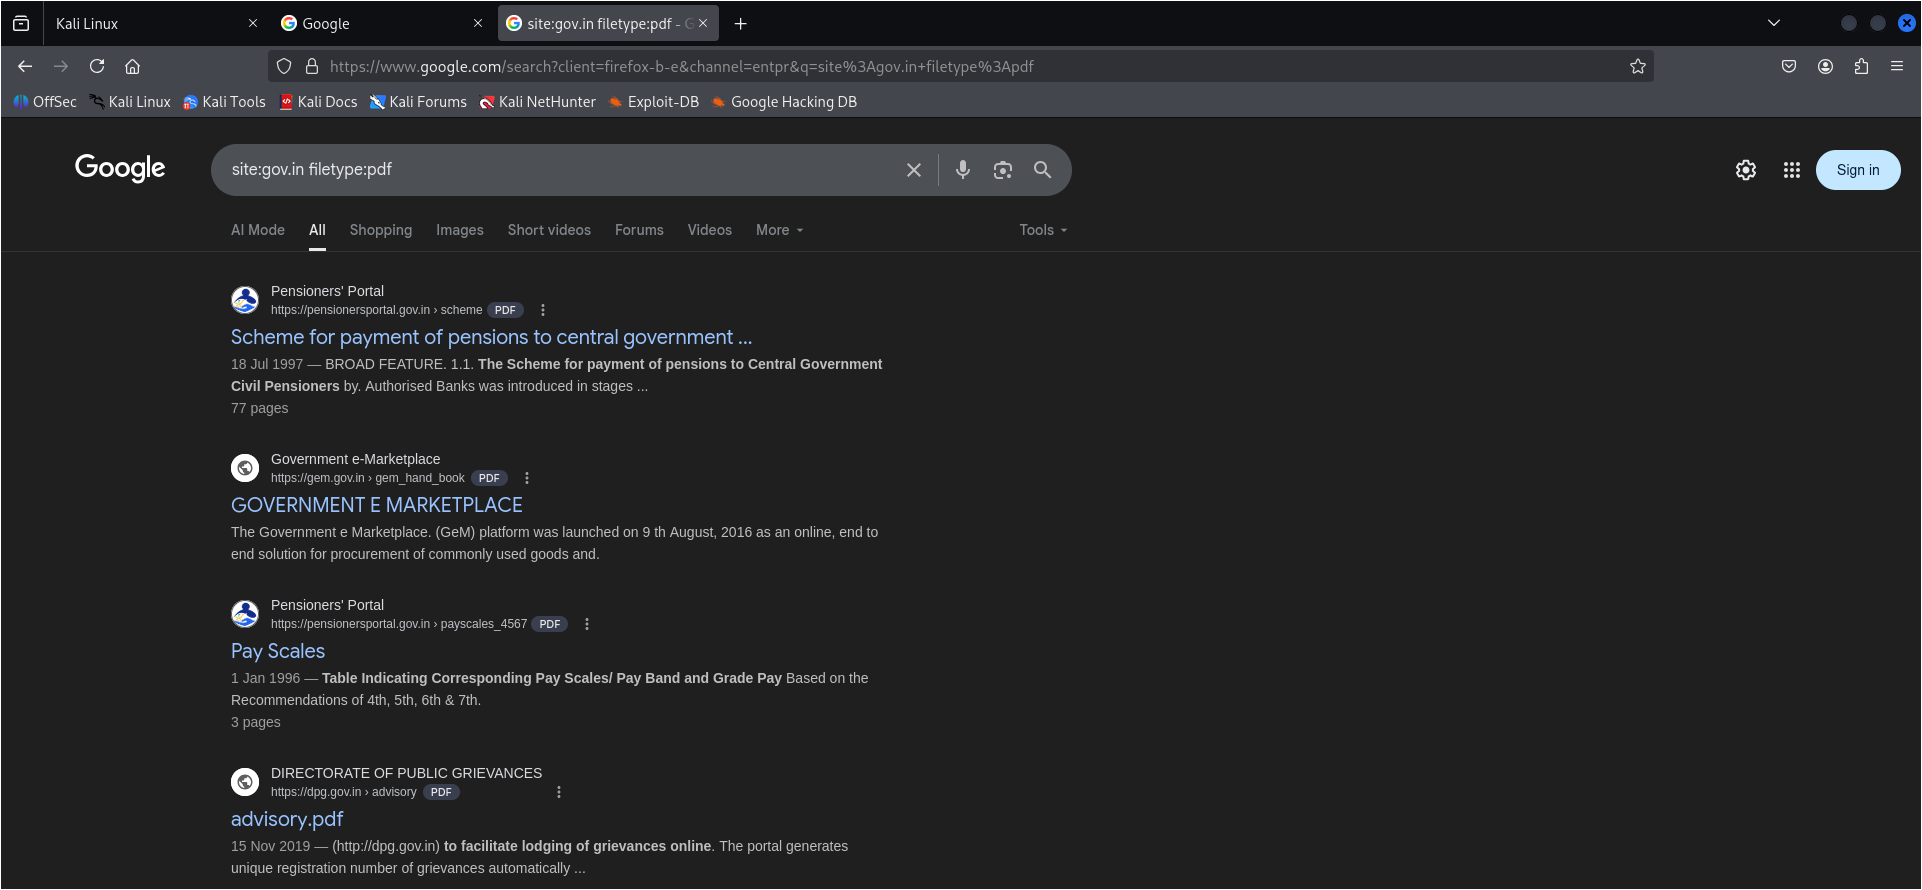 Kali Linux
Google
site:gov.in filetype:pdf - G
https://www.google.com/search?client=firefox-b-e&channel=entpr&q=site%3Agov.in+filetype%3Apdf
OffSec Kali Linux Kali Tools Kali Docs Kali Forums Kali NetHunter Exploit-DB Google Hacking DB
Google
site:gov.in filetype:pdf
Sign in
AI Mode All Shopping Images Short videos Forums Videos More Tools
Pensioners' Portal
https://pensionersportal.gov.in › scheme PDF
Scheme for payment of pensions to central government ...
18 Jul 1997 — BROAD FEATURE. 1.1. The Scheme for payment of pensions to Central Government
Civil Pensioners by. Authorised Banks was introduced in stages ...
77 pages
Government e-Marketplace
https://gem.gov.in › gem_hand_book PDF
GOVERNMENT E MARKETPLACE
The Government e Marketplace. (GeM) platform was launched on 9 th August, 2016 as an online, end to
end solution for procurement of commonly used goods and.
Pensioners' Portal
https://pensionersportal.gov.in › payscales_4567 PDF
Pay Scales
1 Jan 1996 — Table Indicating Corresponding Pay Scales/ Pay Band and Grade Pay Based on the
Recommendations of 4th, 5th, 6th & 7th.
3 pages
DIRECTORATE OF PUBLIC GRIEVANCES
https://dpg.gov.in › advisory PDF
advisory.pdf
15 Nov 2019 — (http://dpg.gov.in) to facilitate lodging of grievances online. The portal generates
unique registration number of grievances automatically ...